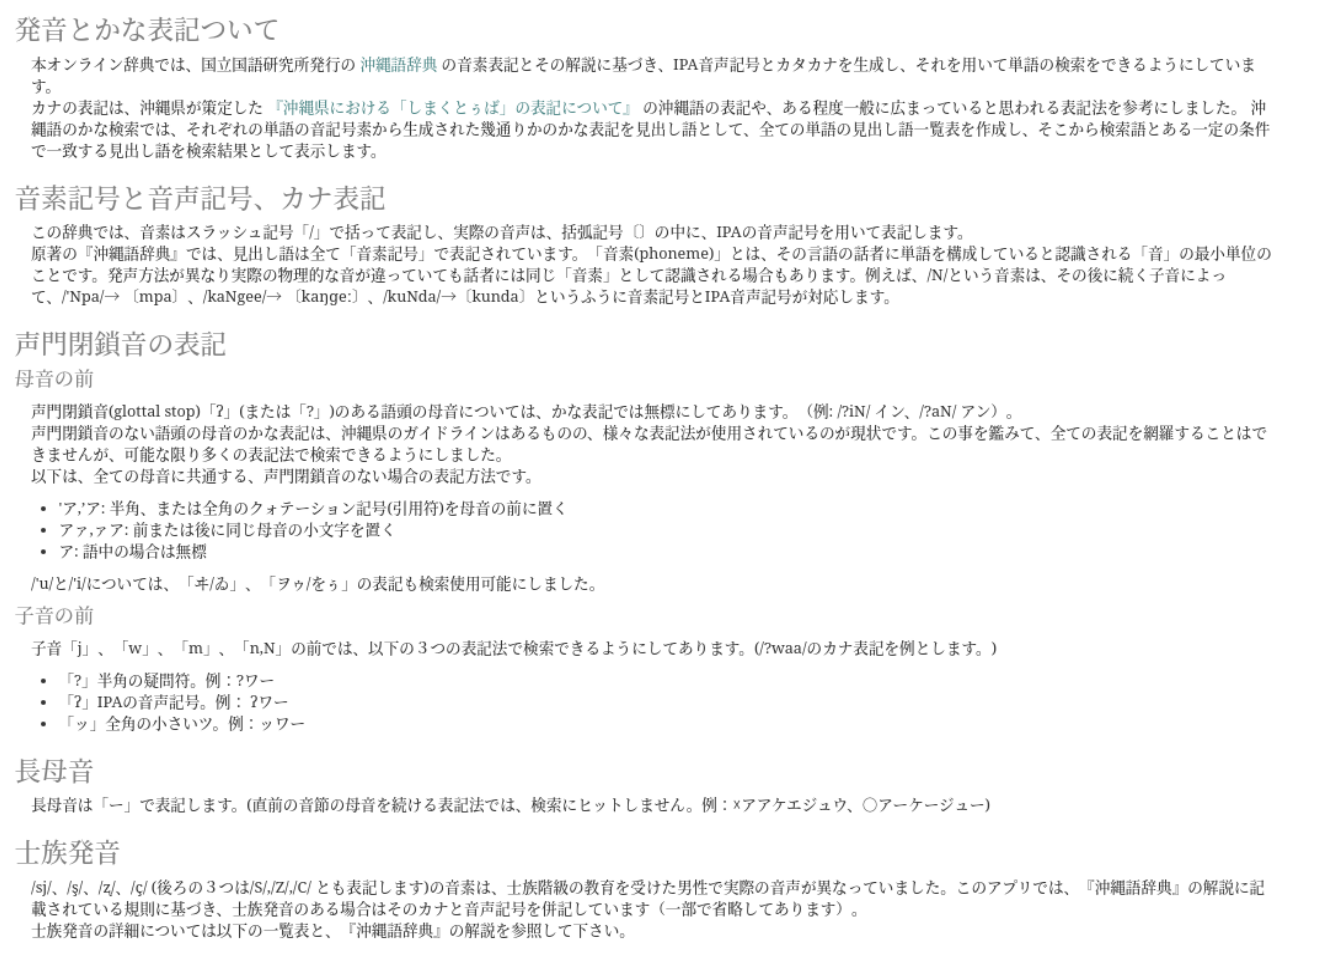 発音とかな表記ついて
本オンライン辞典では、国立国語研究所発行の 沖縄語辞典 の音素表記とその解説に基づき、IPA音声記号とカタカナを生成し、それを用いて単語の検索をできるようにしていま
す。
カナの表記は、沖縄県が策定した 『沖縄県における「しまくとぅば」の表記について』 の沖縄語の表記や、ある程度一般に広まっていると思われる表記法を参考にしました。 沖
縄語のかな検索では、それぞれの単語の音記号素から生成された幾通りかのかな表記を見出し語として、全ての単語の見出し語一覧表を作成し、そこから検索語とある一定の条件
で一致する見出し語を検索結果として表示します。
音素記号と音声記号、カナ表記
この辞典では、音素はスラッシュ記号「/」で括って表記し、実際の音声は、括弧記号〔〕の中に、IPAの音声記号を用いて表記します。
原著の『沖縄語辞典』では、見出し語は全て「音素記号」で表記されています。「音素(phoneme)」とは、その言語の話者に単語を構成していると認識される「音」の最小単位の
ことです。発声方法が異なり実際の物理的な音が違っていても話者には同じ「音素」として認識される場合もあります。例えば、/N/という音素は、その後に続く子音によっ
て、/'Npa/→ 〔mpa〕、/kaNgee/→ 〔kaŋgeː〕、/kuNda/→〔kunda〕というふうに音素記号とIPA音声記号が対応します。
声門閉鎖音の表記
母音の前
声門閉鎖音(glottal stop)「ʔ」(または「?」)のある語頭の母音については、かな表記では無標にしてあります。（例: /?iN/ イン、/?aN/ アン）。
声門閉鎖音のない語頭の母音のかな表記は、沖縄県のガイドラインはあるものの、様々な表記法が使用されているのが現状です。この事を鑑みて、全ての表記を網羅することはで
きませんが、可能な限り多くの表記法で検索できるようにしました。
以下は、全ての母音に共通する、声門閉鎖音のない場合の表記方法です。
• 'ア,’ア: 半角、または全角のクォテーション記号(引用符)を母音の前に置く
• アァ,ァア: 前または後に同じ母音の小文字を置く
• ア: 語中の場合は無標
/'u/と/'i/については、「ヰ/ゐ」、「ヲゥ/をぅ」の表記も検索使用可能にしました。
子音の前
子音「j」、「w」、「m」、「n,N」の前では、以下の３つの表記法で検索できるようにしてあります。(/?waa/のカナ表記を例とします。)
• 「?」半角の疑問符。例：?ワー
• 「ʔ」IPAの音声記号。例： ʔワー
• 「ッ」全角の小さいツ。例：ッワー
長母音
長母音は「ー」で表記します。(直前の音節の母音を続ける表記法では、検索にヒットしません。例：☓アアケエジュウ、〇アーケージュー)
士族発音
/sj/、/ş/、/z̧/、/ç/ (後ろの３つは/S/,/Z/,/C/ とも表記します)の音素は、士族階級の教育を受けた男性で実際の音声が異なっていました。このアプリでは、『沖縄語辞典』の解説に記
載されている規則に基づき、士族発音のある場合はそのカナと音声記号を併記しています（一部で省略してあります）。
士族発音の詳細については以下の一覧表と、『沖縄語辞典』の解説を参照して下さい。